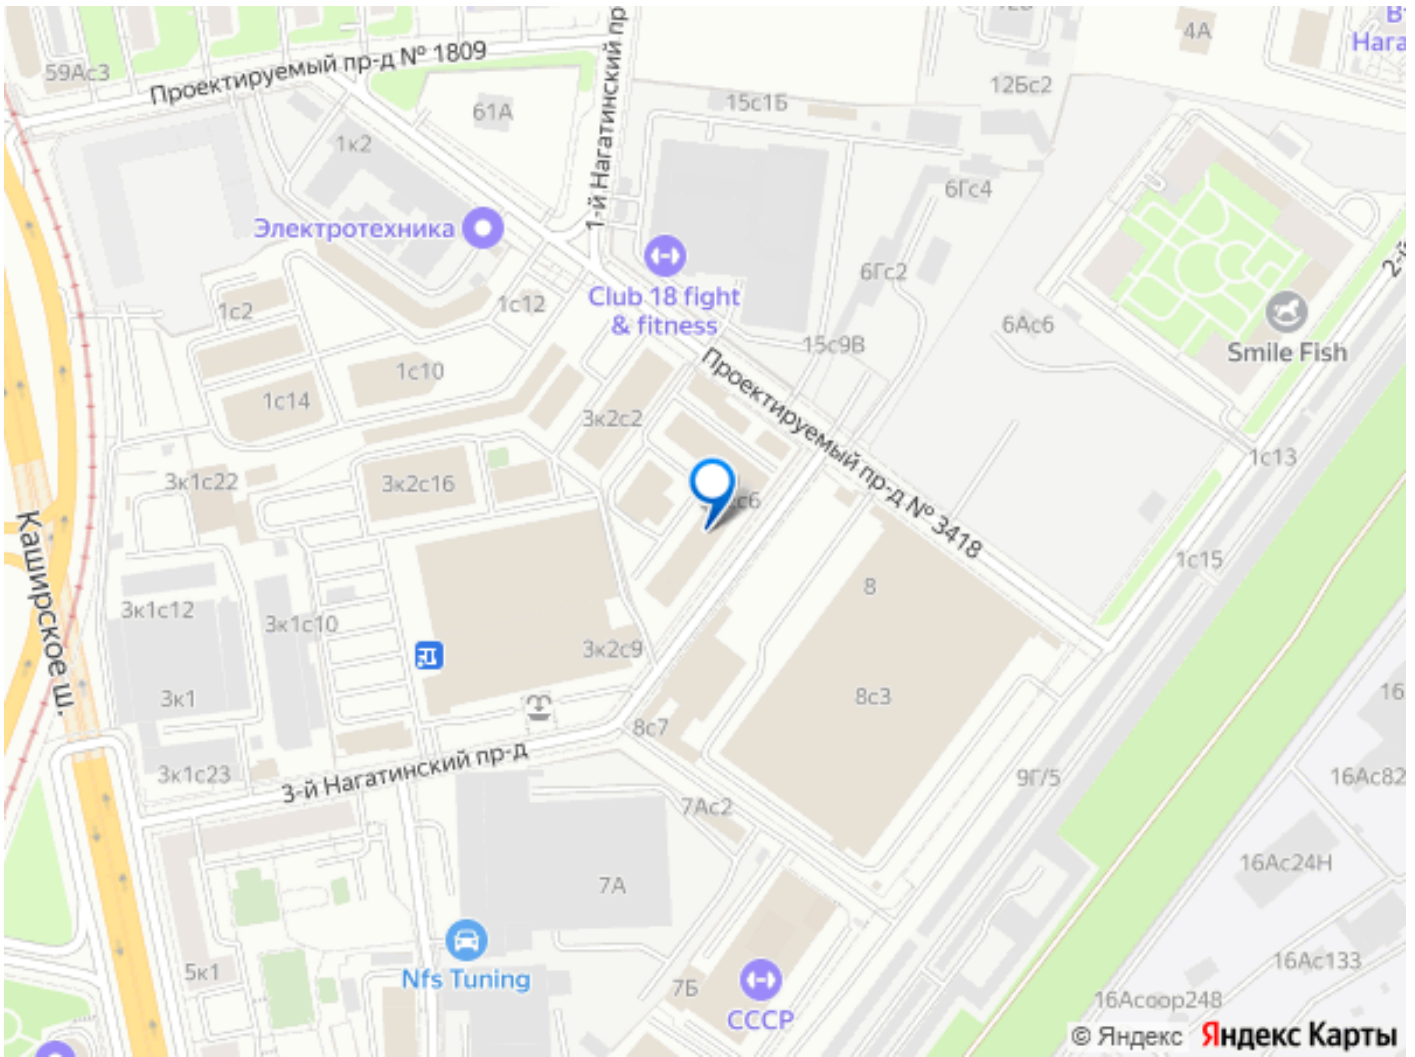 59Ас3
Проектируемый пр-д № 1809
61А
1к2
1-й Нагатинский пр
15с1Б
12Бс2
4А
Электротехника
Club 18 fight
& fitness
6Гс4
6Гс2
6Ас6
15с9В
Smile Fish
1с2
1с12
1с10
1с14
3к2с2
Проектируемый пр-д № 3418
1с13
3к1с22
3к2с16
1с15
Каширское ш.
3к1с12
3к1с10
3к2с9
8
8с3
3к1
8с7
3к1с23
3-й Нагатинский пр-д
7Ас2
9Г/5
16
16Ас82
16Ас24Н
7А
5к1
Nfs Tuning
7Б
СССР
16Ас133
16Асоор248
© Яндекс Яндекс Карты